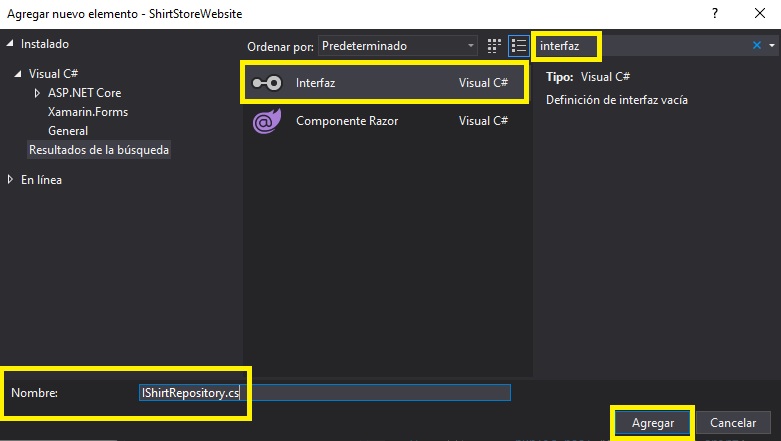 Agregar nuevo elemento - ShirtStoreWebsite
Instalado
Visual C#
ASP.NET Core
Xamarin.Forms
General
Resultados de la búsqueda
En línea
Ordenar por: Predeterminado
Interfaz Visual C#
Componente Razor Visual C#
interfaz
Tipo: Visual C#
Definición de interfaz vacía
Nombre: IShirtRepository.cs
Agregar Cancelar